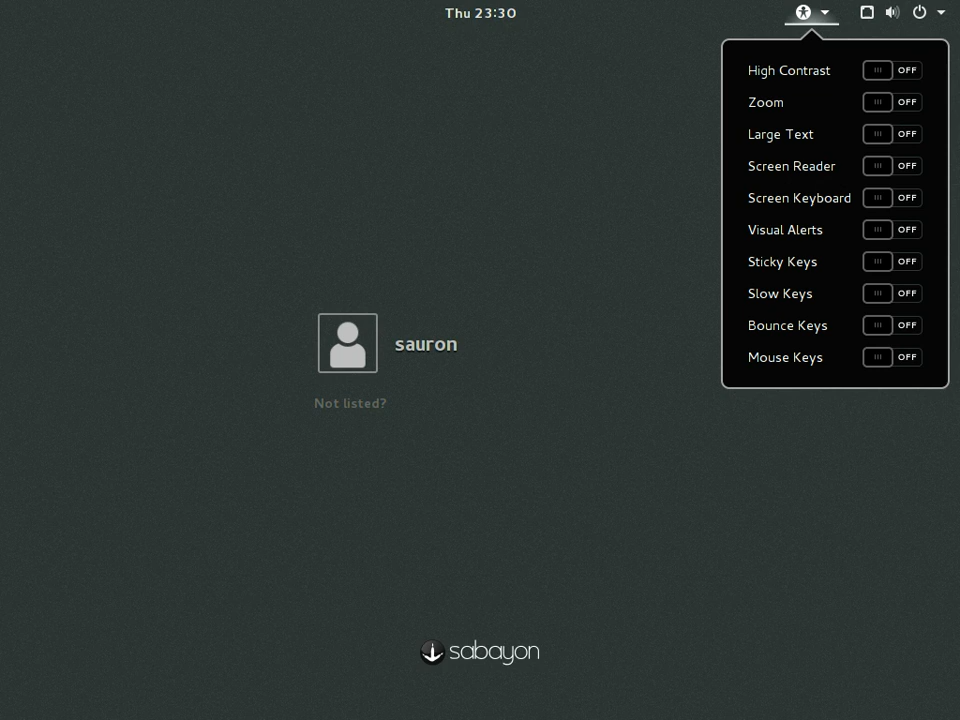 Thu 23:30
High Contrast OFF
Zoom OFF
Large Text OFF
Screen Reader OFF
Screen Keyboard OFF
Visual Alerts OFF
Sticky Keys OFF
Slow Keys OFF
Bounce Keys OFF
Mouse Keys OFF
sauron
Not listed?
sabayon